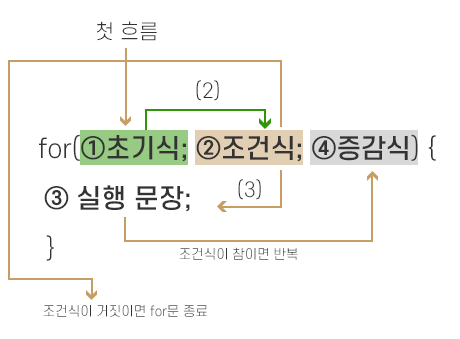 첫 흐름
(2)
for(①초기식; ②조건식; ④증감식) {
③ 실행 문장;
(3)
}
조건식이 참이면 반복
조건식이 거짓이면 for문 종료